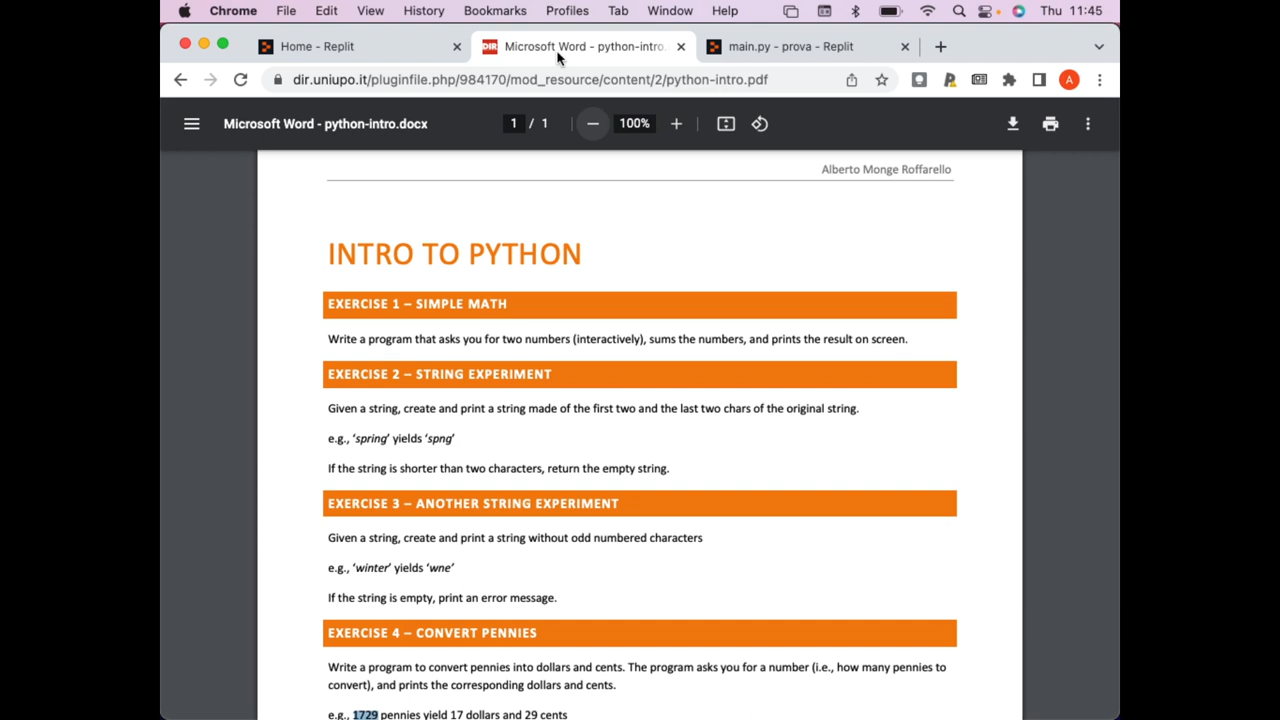 Chrome File Edit View History Bookmarks Profiles Tab Window Help Thu 11:45
Home - Replit DIR Microsoft Word - python-intro. main.py - prova - Replit
dir.uniupo.it/pluginfile.php/984170/mod_resource/content/2/python-intro.pdf A
Microsoft Word - python-intro.docx 1 / 1 100%
Alberto Monge Roffarello
INTRO TO PYTHON
EXERCISE 1 – SIMPLE MATH
Write a program that asks you for two numbers (interactively), sums the numbers, and prints the result on screen.
EXERCISE 2 – STRING EXPERIMENT
Given a string, create and print a string made of the first two and the last two chars of the original string.
e.g., ‘spring’ yields ‘spng’
If the string is shorter than two characters, return the empty string.
EXERCISE 3 – ANOTHER STRING EXPERIMENT
Given a string, create and print a string without odd numbered characters
e.g., ‘winter’ yields ‘wne’
If the string is empty, print an error message.
EXERCISE 4 – CONVERT PENNIES
Write a program to convert pennies into dollars and cents. The program asks you for a number (i.e., how many pennies to
convert), and prints the corresponding dollars and cents.
e.g., 1729 pennies yield 17 dollars and 29 cents